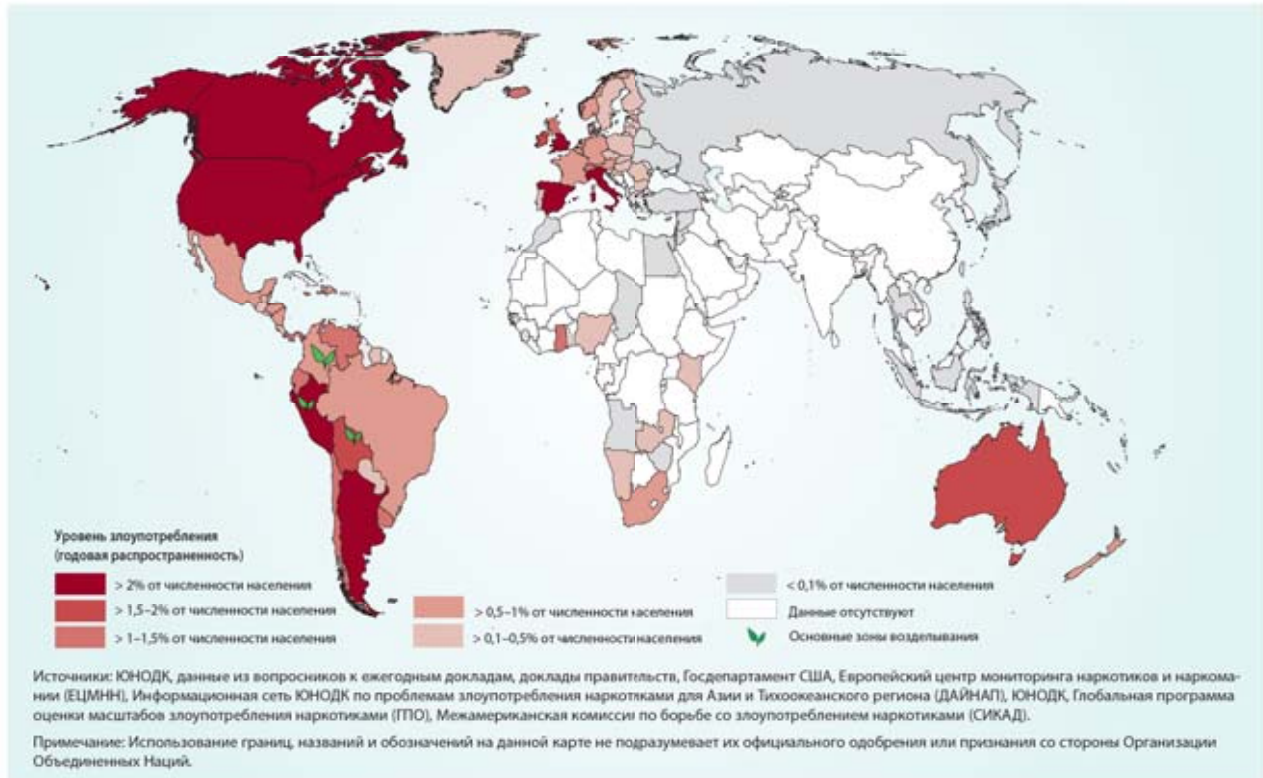 Уровень злоупотребления
(годовая распространенность)
> 2% от численности населения
> 1,5–2% от численности населения
> 1–1,5% от численности населения
> 0,5–1% от численности населения
> 0,1–0,5% от численности населения
< 0,1% от численности населения
Данные отсутствуют
Основные зоны возделывания
Источники: ЮНОДК, данные из вопросников к ежегодным докладам, доклады правительств, Госдепартамент США, Европейский центр мониторинга наркотиков и наркома-
нии (ЕЦМНН), Информационная сеть ЮНОДК по проблемам злоупотребления наркотяками для Азии и Тихоокеанского региона (ДАЙНАП), ЮНОДК, Глобальная программа
оценки масштабов злоупотребления наркотиками (ГПО), Межамериканская комиссия по борьбе со злоупотреблением наркотиками (СИКАД).
Примечание: Использование границ, названий и обозначений на данной карте не подразумевает их официального одобрения или признания со стороны Организации
Объединенных Наций.